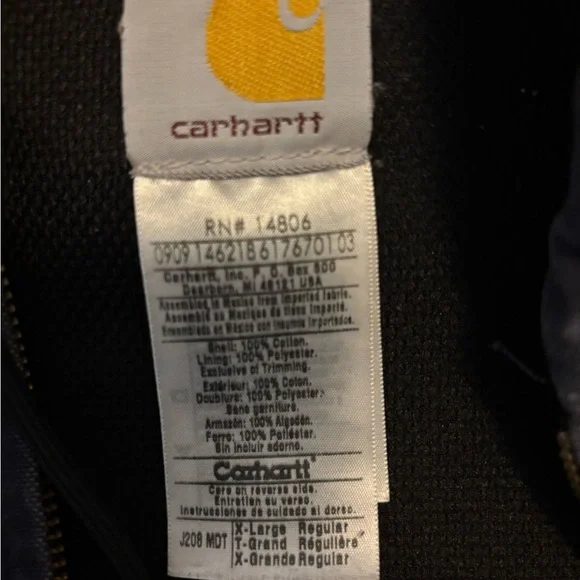 carhartt
RN# 14806
0909 1462186176701 03
Carhartt, Inc. P. O. Box 600
Dearborn, MI 48121 USA
Assembled in Mexico from imported fabric.
Assemblé au Mexique de tissu importé.
Ensamblado en México con insumos importados.
Shell: 100% Cotton.
Lining: 100% Polyester.
Exclusive of Trimming.
Extérieur: 100% Coton.
Doublure: 100% Polyester.
Sans garniture.
Armazón: 100% Algodón.
Forro: 100% Poliéster.
Sin incluir adorno.
Carhartt
Care on reverse side.
Entretien au verso.
Instrucciones de cuidado al dorso.
J208 MDT
X-Large Regular
T-Grand Régulière
X-Grande Regular